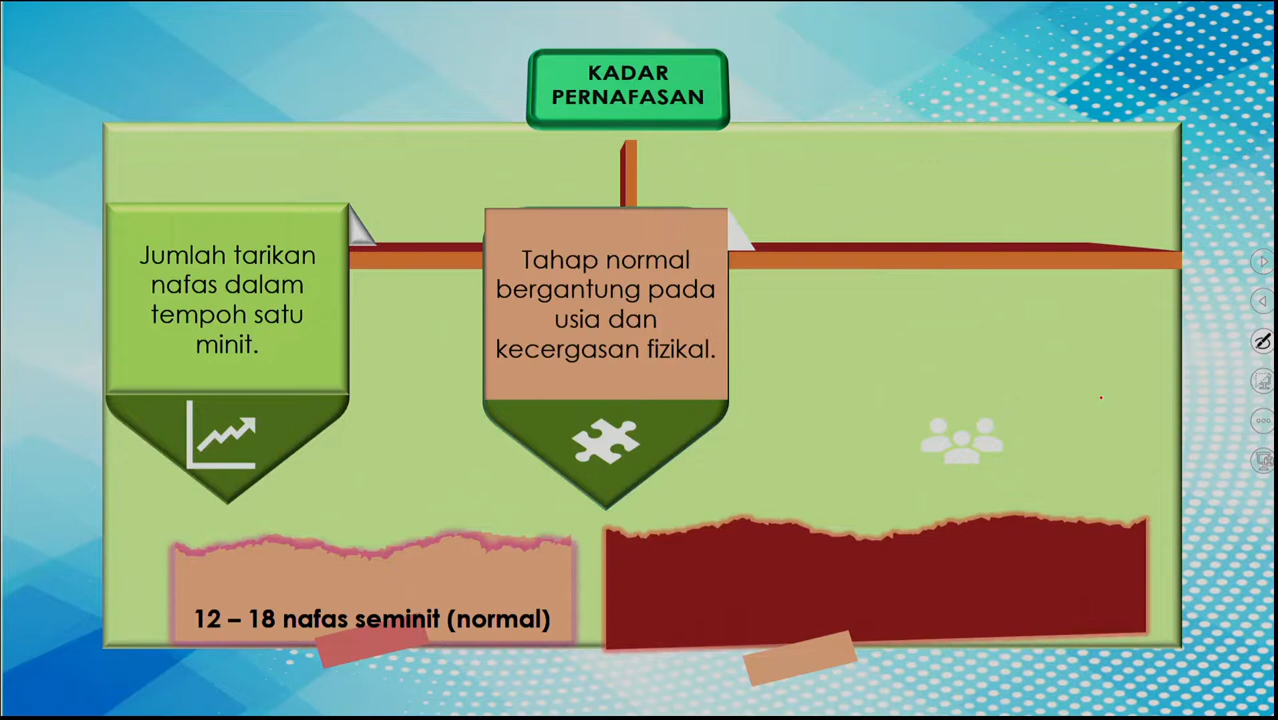 KADAR
PERNAFASAN
Jumlah tarikan
nafas dalam
tempoh satu
minit.
Tahap normal
bergantung pada
usia dan
kecergasan fizikal.
12 – 18 nafas seminit (normal)